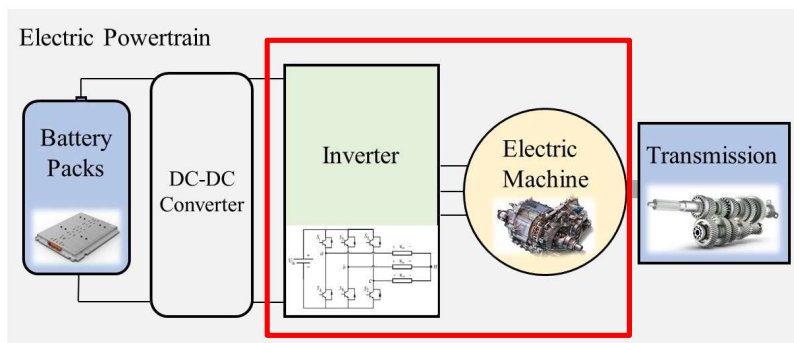 Electric Powertrain
Battery
Packs
DC-DC
Converter
Inverter
Electric
Machine
Transmission